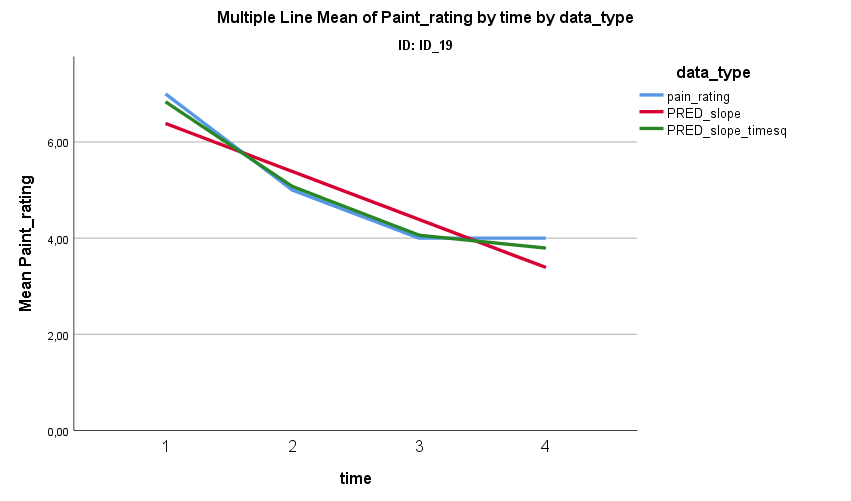 Multiple Line Mean of Paint_rating by time by data_type
ID: ID_19
data_type
pain_rating
PRED_slope
PRED_slope_timesq
Mean Paint_rating
6,00
4,00
2,00
0,00
1 2 3 4
time